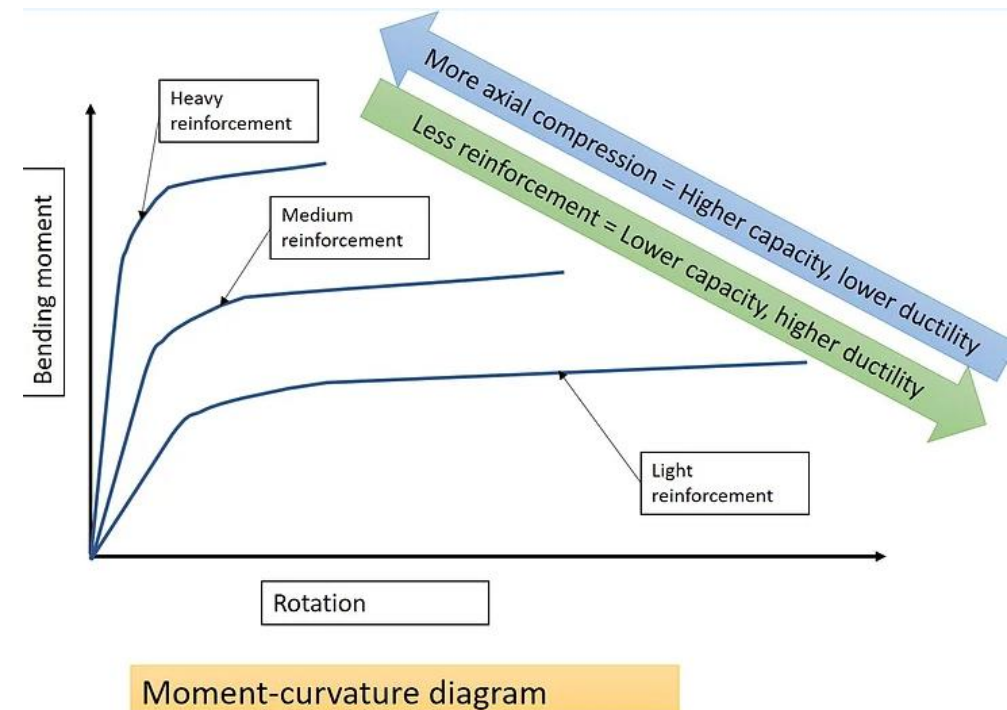 More axial compression = Higher capacity, lower ductility
Less reinforcement = Lower capacity, higher ductility
Heavy
reinforcement
Medium
reinforcement
Bending moment
Light
reinforcement
Rotation
Moment-curvature diagram